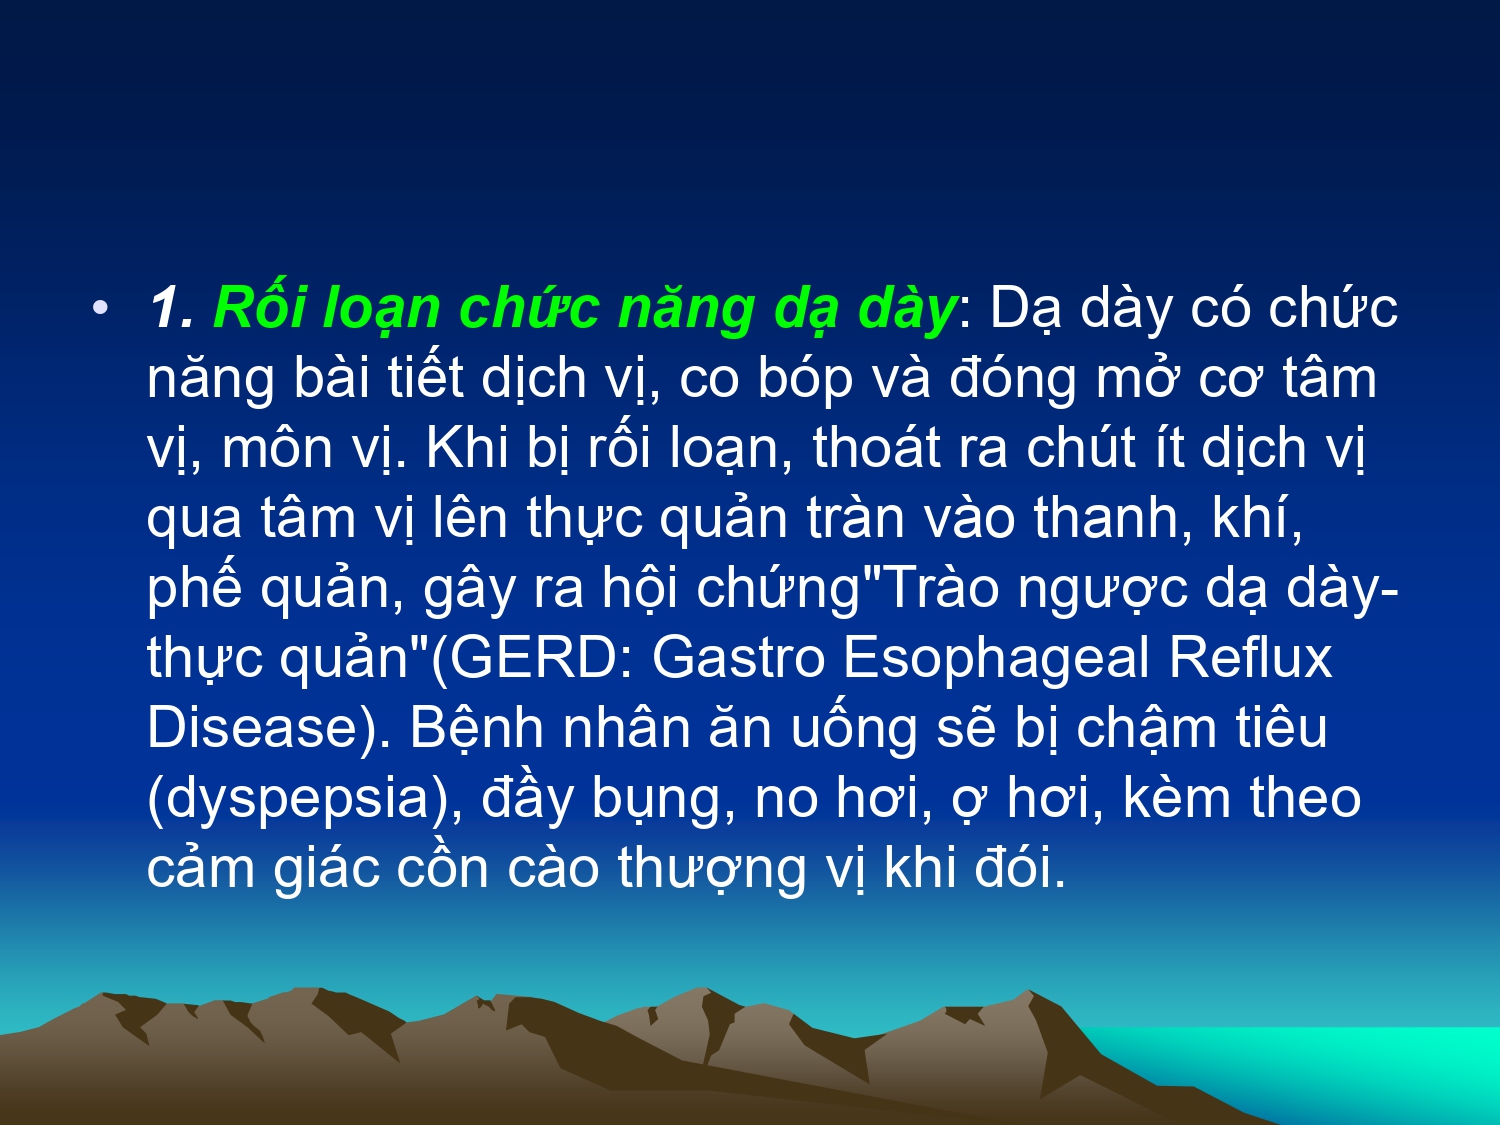 • 1. Rối loạn chức năng dạ dày: Dạ dày có chức
năng bài tiết dịch vị, co bóp và đóng mở cơ tâm
vị, môn vị. Khi bị rối loạn, thoát ra chút ít dịch vị
qua tâm vị lên thực quản tràn vào thanh, khí,
phế quản, gây ra hội chứng"Trào ngược dạ dày-
thực quản"(GERD: Gastro Esophageal Reflux
Disease). Bệnh nhân ăn uống sẽ bị chậm tiêu
(dyspepsia), đầy bụng, no hơi, ợ hơi, kèm theo
cảm giác cồn cào thượng vị khi đói.